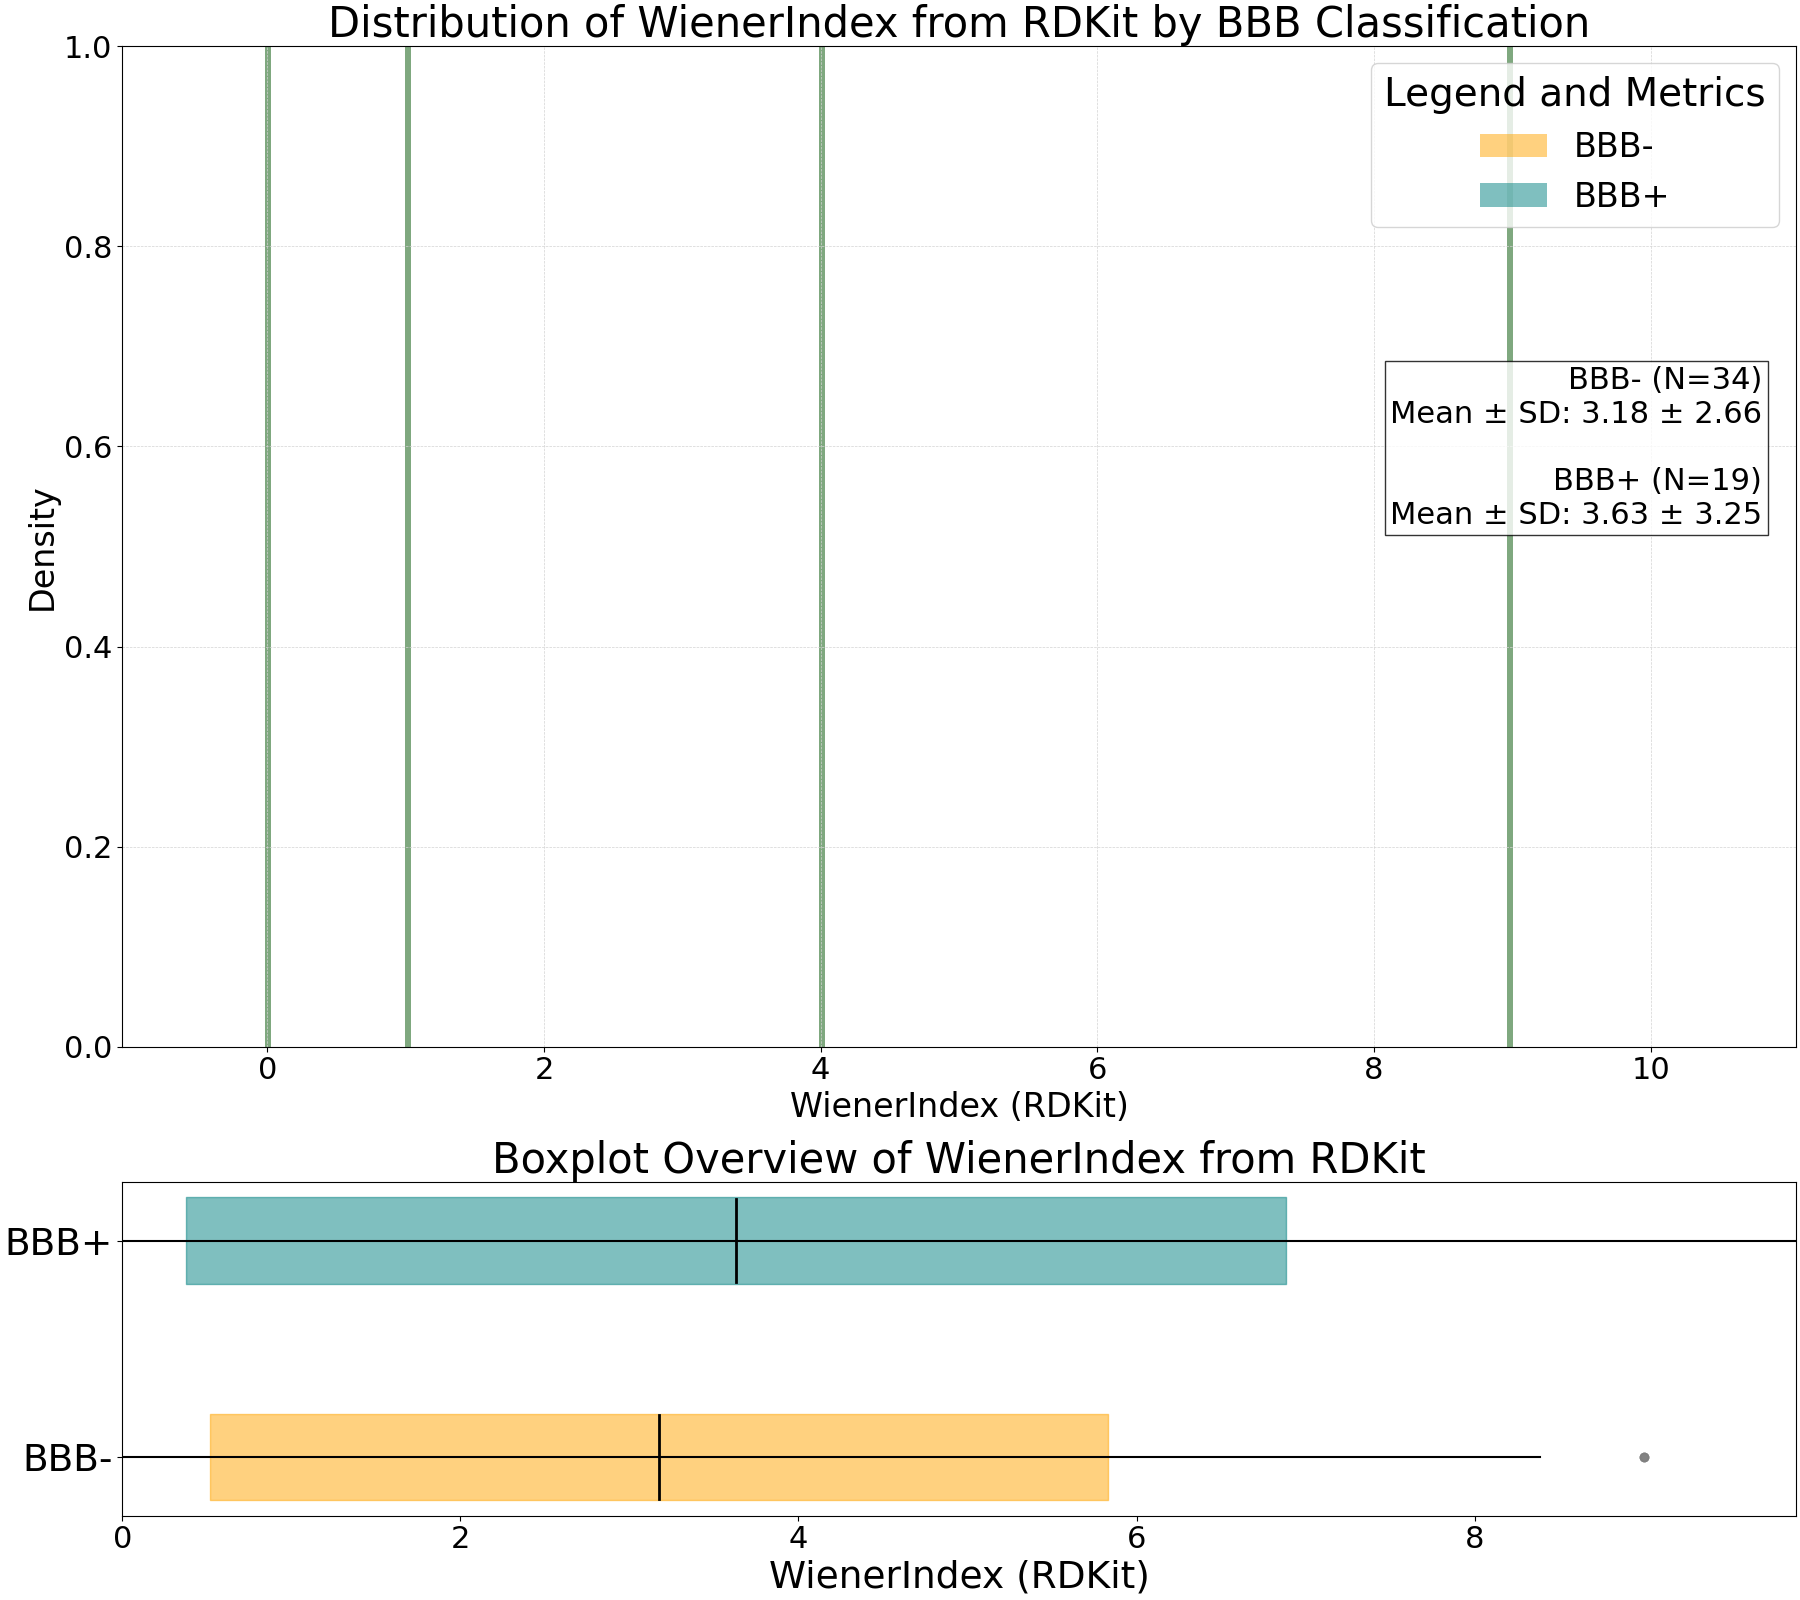 Distribution of WienerIndex from RDKit by BBB Classification
1.0
0.8
0.6
0.4
0.2
0.0
Density
Legend and Metrics
BBB-
BBB+
BBB- (N=34)
Mean ± SD: 3.18 ± 2.66
BBB+ (N=19)
Mean ± SD: 3.63 ± 3.25
0 2 4 6 8 10
WienerIndex (RDKit)
Boxplot Overview of WienerIndex from RDKit
BBB+
BBB-
0 2 4 6 8
WienerIndex (RDKit)